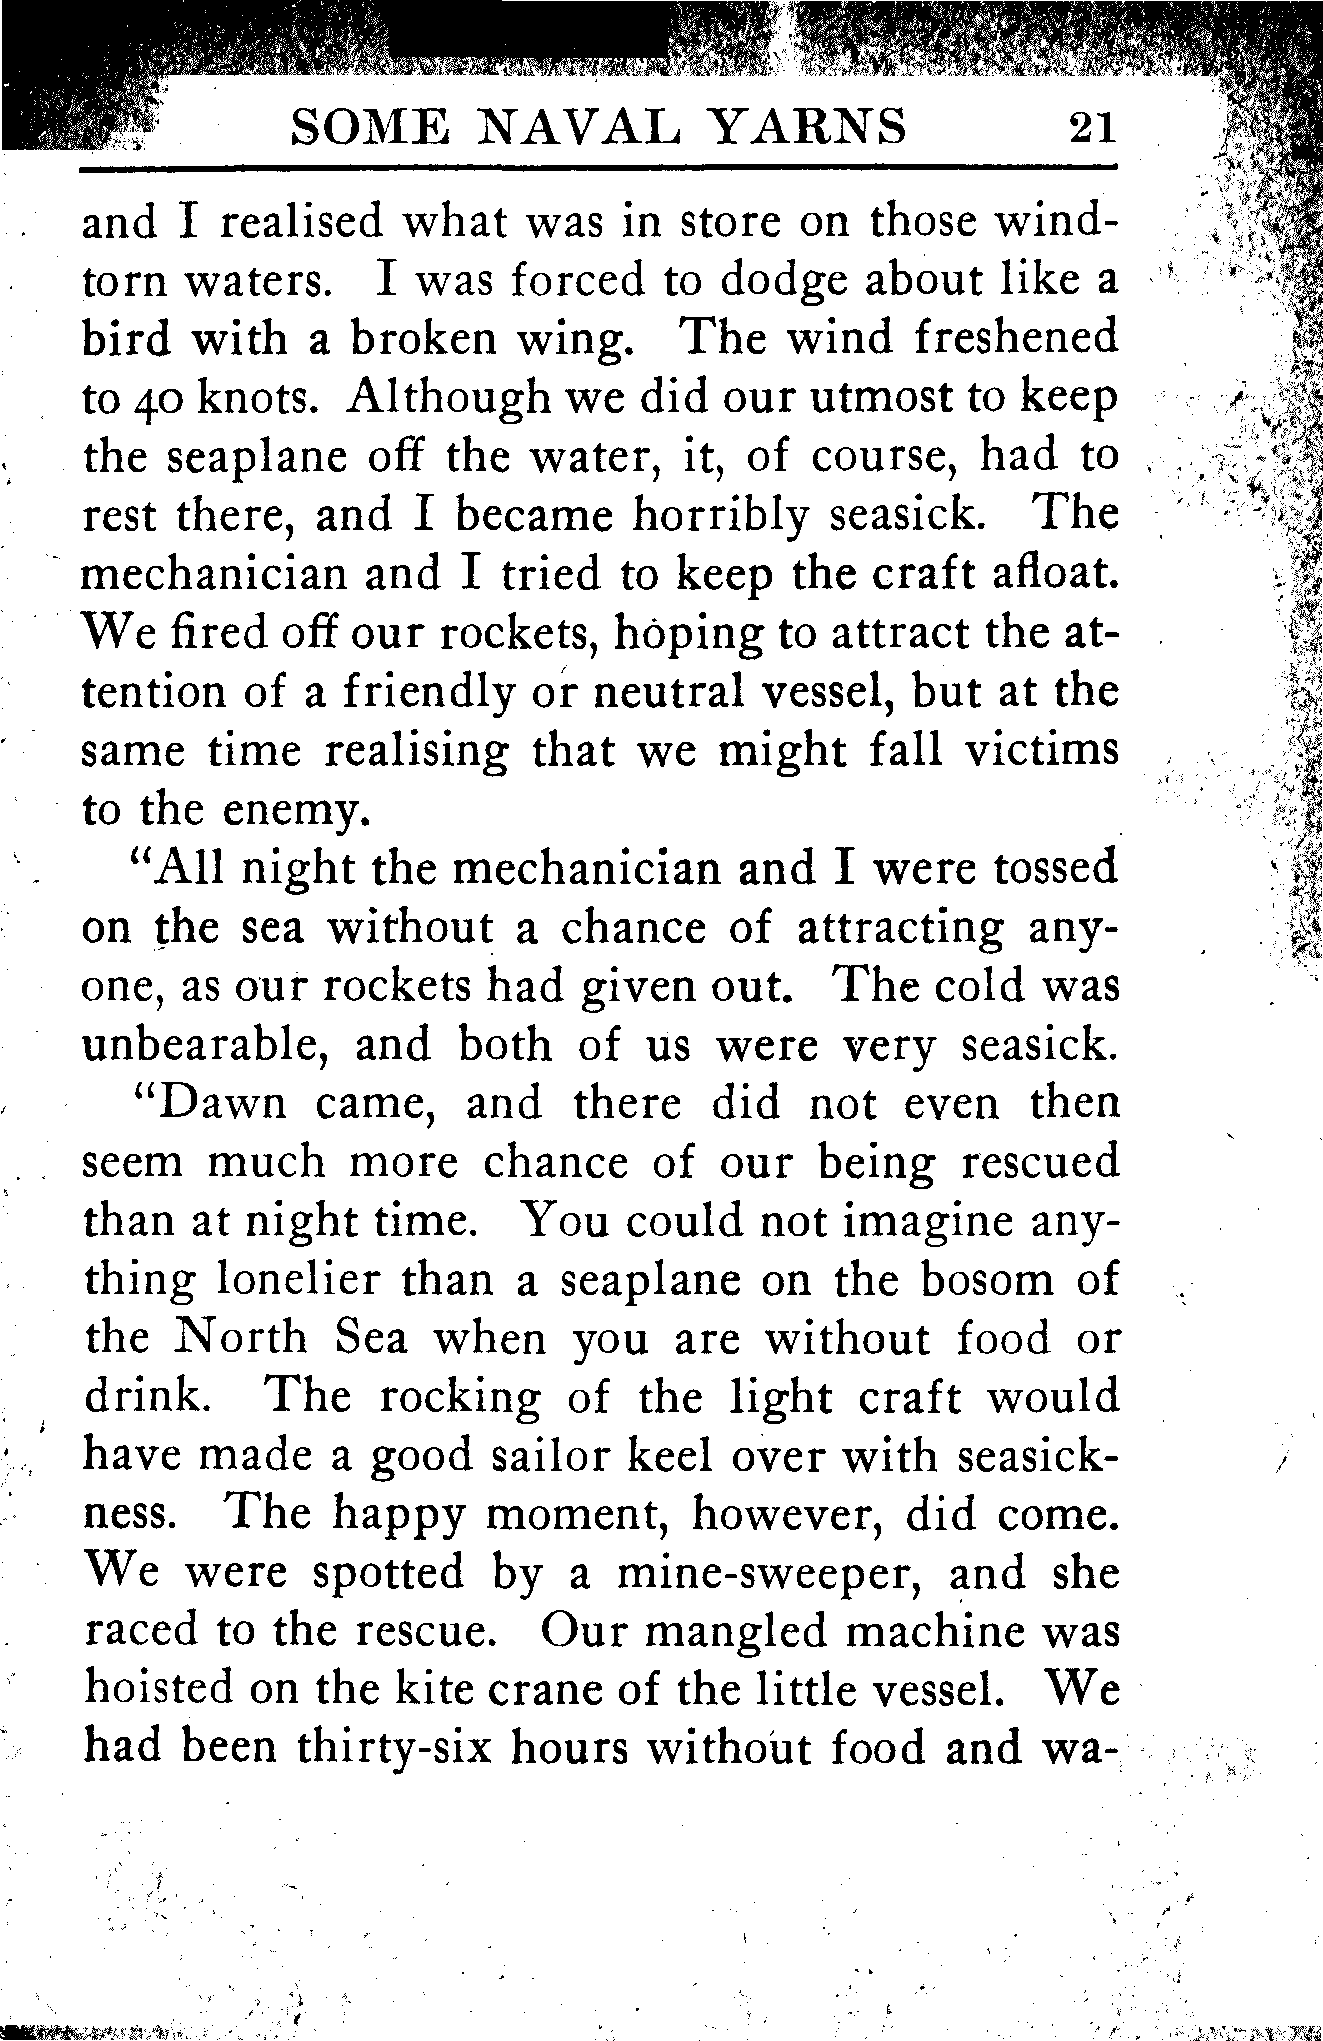 SOME NAVAL YARNS 21
and I realised what was in store on those wind-
torn waters. I was forced to dodge about like a
bird with a broken wing. The wind freshened
to 40 knots. Although we did our utmost to keep
the seaplane off the water, it, of course, had to
rest there, and I became horribly seasick. The
mechanician and I tried to keep the craft afloat.
We fired off our rockets, hoping to attract the at-
tention of a friendly or neutral vessel, but at the
same time realising that we might fall victims
to the enemy.
"All night the mechanician and I were tossed
on the sea without a chance of attracting any-
one, as our rockets had given out. The cold was
unbearable, and both of us were very seasick.
"Dawn came, and there did not even then
seem much more chance of our being rescued
than at night time. You could not imagine any-
thing lonelier than a seaplane on the bosom of
the North Sea when you are without food or
drink. The rocking of the light craft would
have made a good sailor keel over with seasick-
ness. The happy moment, however, did come.
We were spotted by a mine-sweeper, and she
raced to the rescue. Our mangled machine was
hoisted on the kite crane of the little vessel. We
had been thirty-six hours without food and wa-